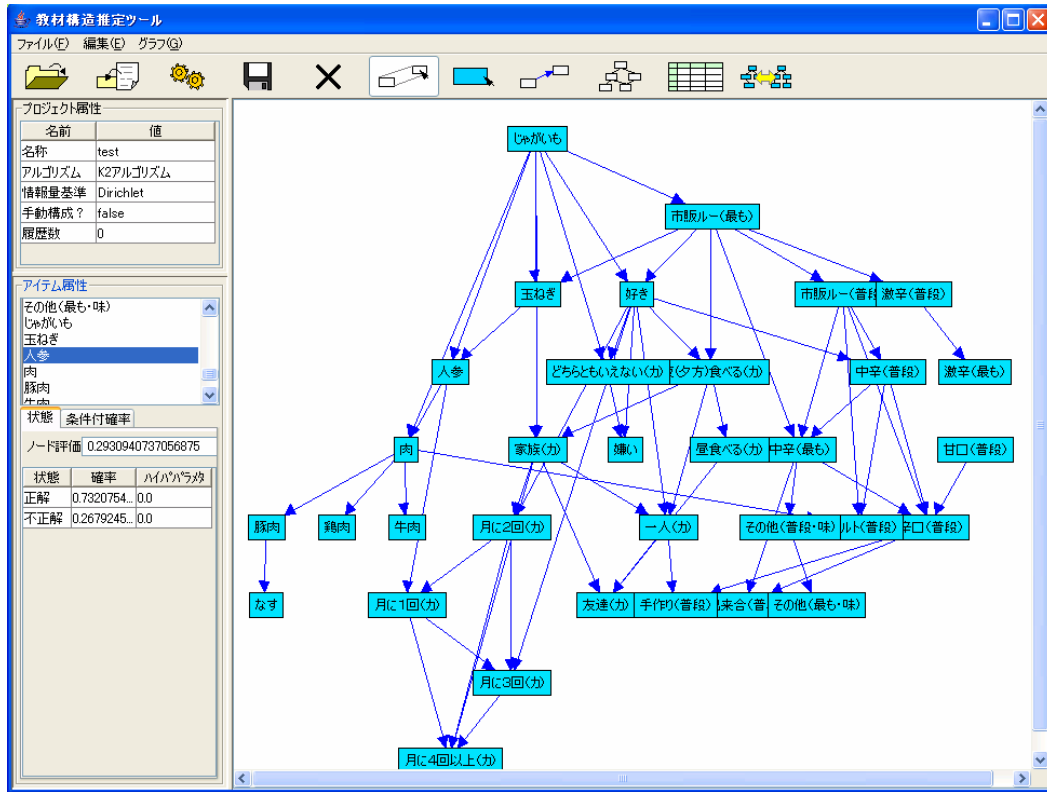 教材構造推定ツール
ファイル(F) 編集(E) グラフ(G)
プロジェクト属性
名前 値
名称 test
アルゴリズム K2アルゴリズム
情報量基準 Dirichlet
手動構成？ false
履歴数 0
アイテム属性
その他(最も・味)
じゃがいも
玉ねぎ
人参
肉
豚肉
牛肉
状態 条件付確率
ノード評価 0.2930940737056875
状態 確率 ハイパパラメタ
正解 0.7320754... 0.0
不正解 0.2679245... 0.0
じゃがいも
市販ルー(最も)
玉ねぎ 好き 市販ルー(普段 激辛(普段)
人参 どちらともいえない(カ) (夕方)食べる(カ) 中辛(普段) 激辛(最も)
肉 家族(カ) 嫌い 昼食べる(カ) 中辛(最も) 甘口(普段)
豚肉 鶏肉 牛肉 月に2回(カ) 一人(カ) その他(普段・味) ルト(普段) 辛口(普段)
なす 月に1回(カ) 友達(カ) 手作り(普段) 来合(普 その他(最も・味)
月に3回(カ)
月に4回以上(カ)